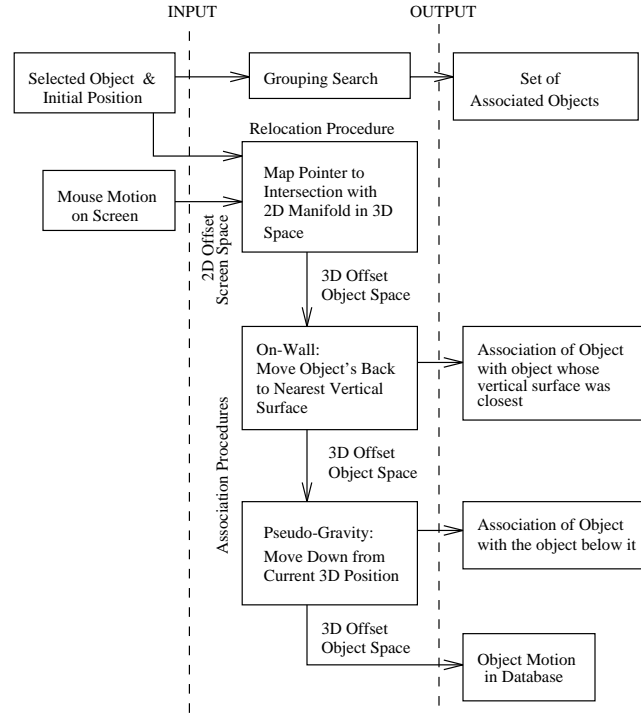 INPUT
OUTPUT
Selected Object &
Initial Position
Grouping Search
Set of
Associated Objects
Relocation Procedure
Mouse Motion
on Screen
Map Pointer to
Intersection with
2D Manifold in 3D
Space
2D Offset
Screen Space
3D Offset
Object Space
On-Wall:
Move Object's Back
to Nearest Vertical
Surface
Association of Object
with object whose
vertical surface was
closest
Association Procedures
3D Offset
Object Space
Pseudo-Gravity:
Move Down from
Current 3D Position
Association of Object
with the object below it
3D Offset
Object Space
Object Motion
in Database